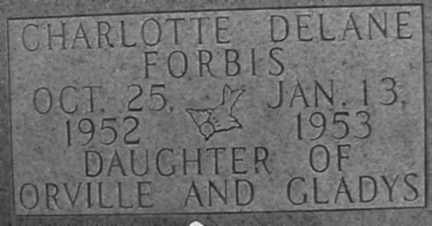 CHARLOTTE DELANE
FORBIS
OCT. 25, JAN. 13,
1952 1953
DAUGHTER OF
ORVILLE AND GLADYS